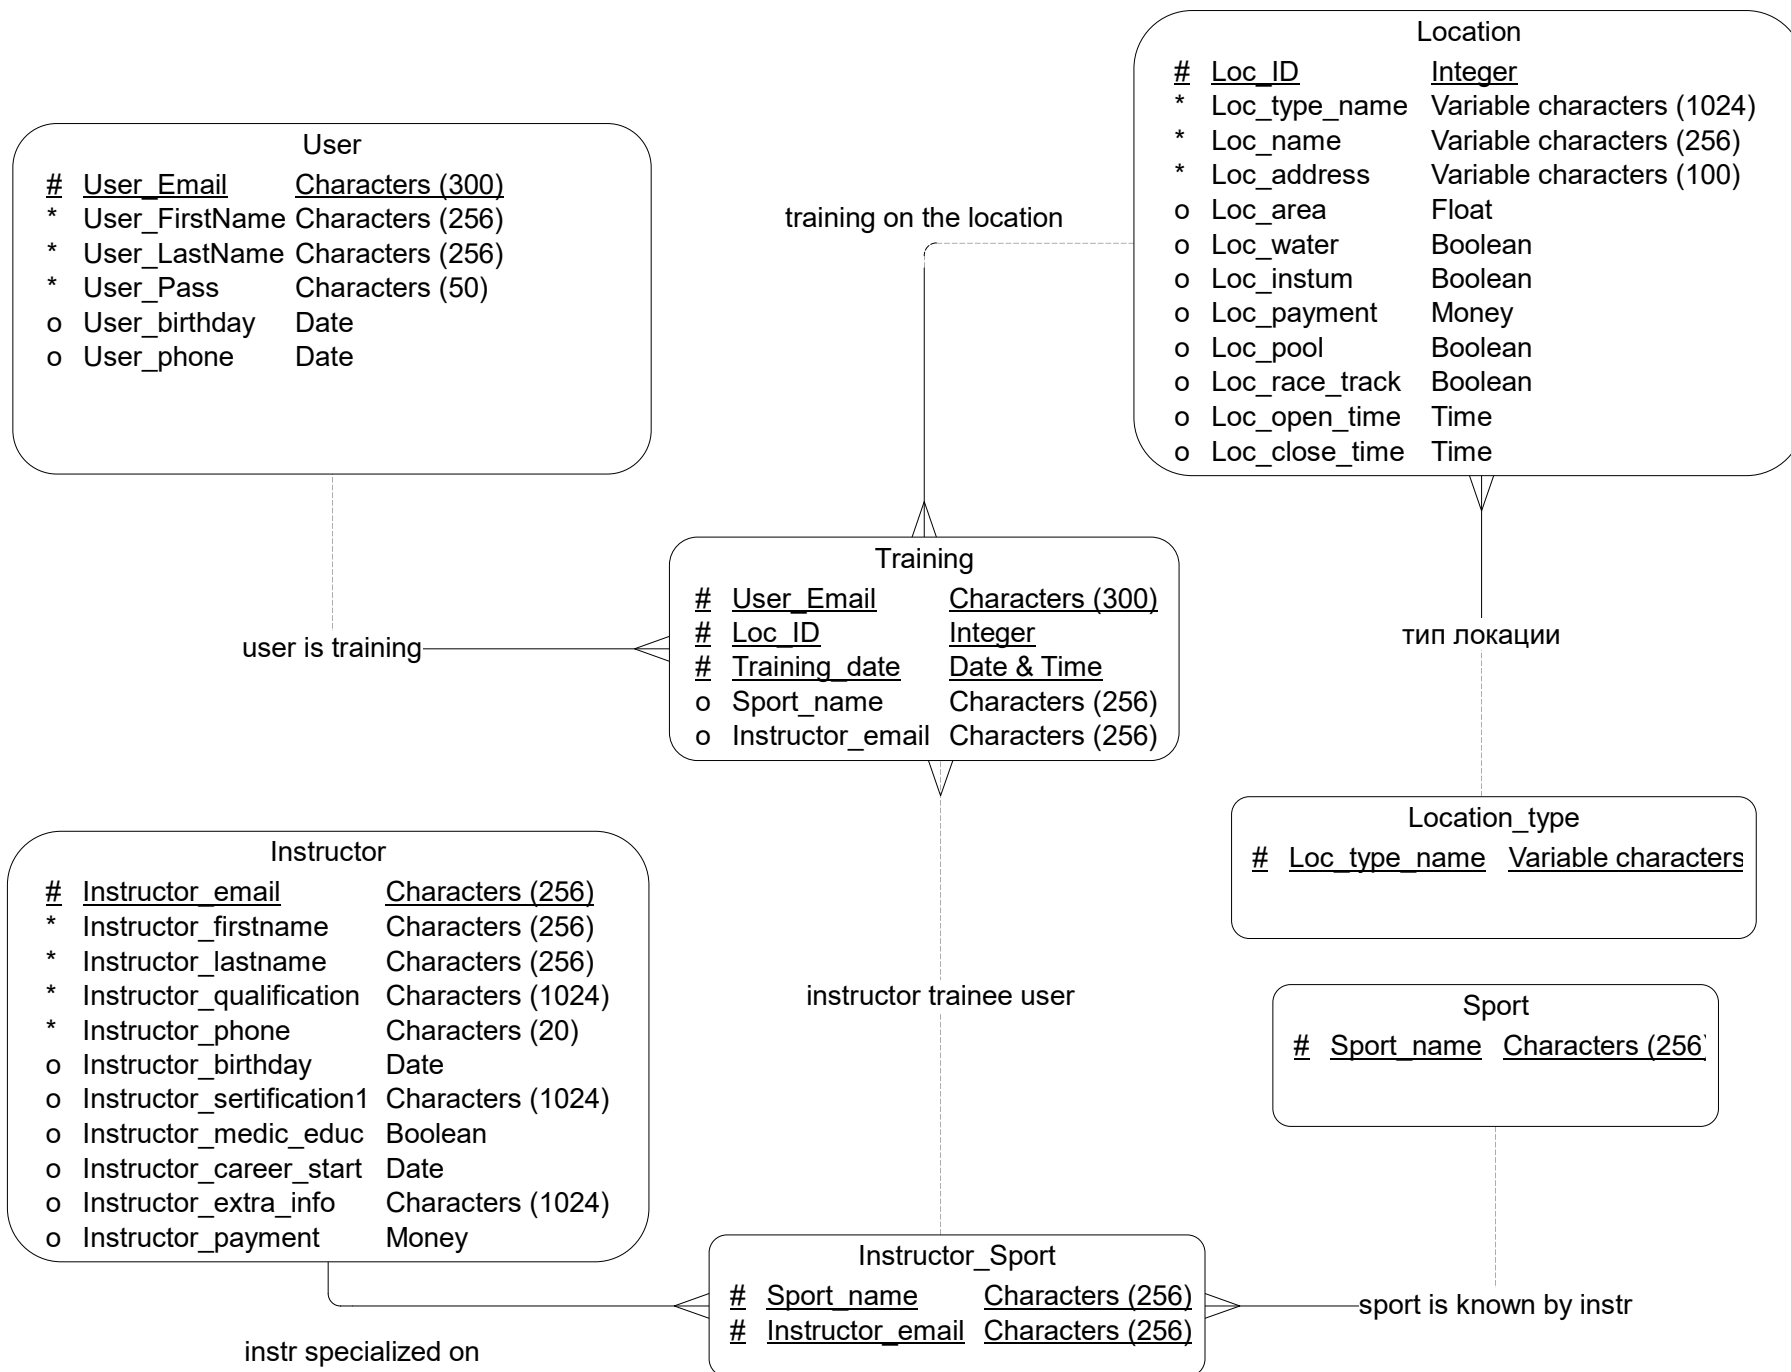 Location
# Loc_ID Integer
* Loc_type_name Variable characters (1024)
* Loc_name Variable characters (256)
* Loc_address Variable characters (100)
o Loc_area Float
o Loc_water Boolean
o Loc_instum Boolean
o Loc_payment Money
o Loc_pool Boolean
o Loc_race_track Boolean
o Loc_open_time Time
o Loc_close_time Time
User
# User_Email Characters (300)
* User_FirstName Characters (256)
* User_LastName Characters (256)
* User_Pass Characters (50)
o User_birthday Date
o User_phone Date
training on the location
Training
# User_Email Characters (300)
# Loc_ID Integer
# Training_date Date & Time
o Sport_name Characters (256)
o Instructor_email Characters (256)
user is training
тип локации
Location_type
# Loc_type_name Variable characters
Instructor
# Instructor_email Characters (256)
* Instructor_firstname Characters (256)
* Instructor_lastname Characters (256)
* Instructor_qualification Characters (1024)
* Instructor_phone Characters (20)
o Instructor_birthday Date
o Instructor_sertification1 Characters (1024)
o Instructor_medic_educ Boolean
o Instructor_career_start Date
o Instructor_extra_info Characters (1024)
o Instructor_payment Money
instructor trainee user
Sport
# Sport_name Characters (256)
Instructor_Sport
# Sport_name Characters (256)
# Instructor_email Characters (256)
sport is known by instr
instr specialized on